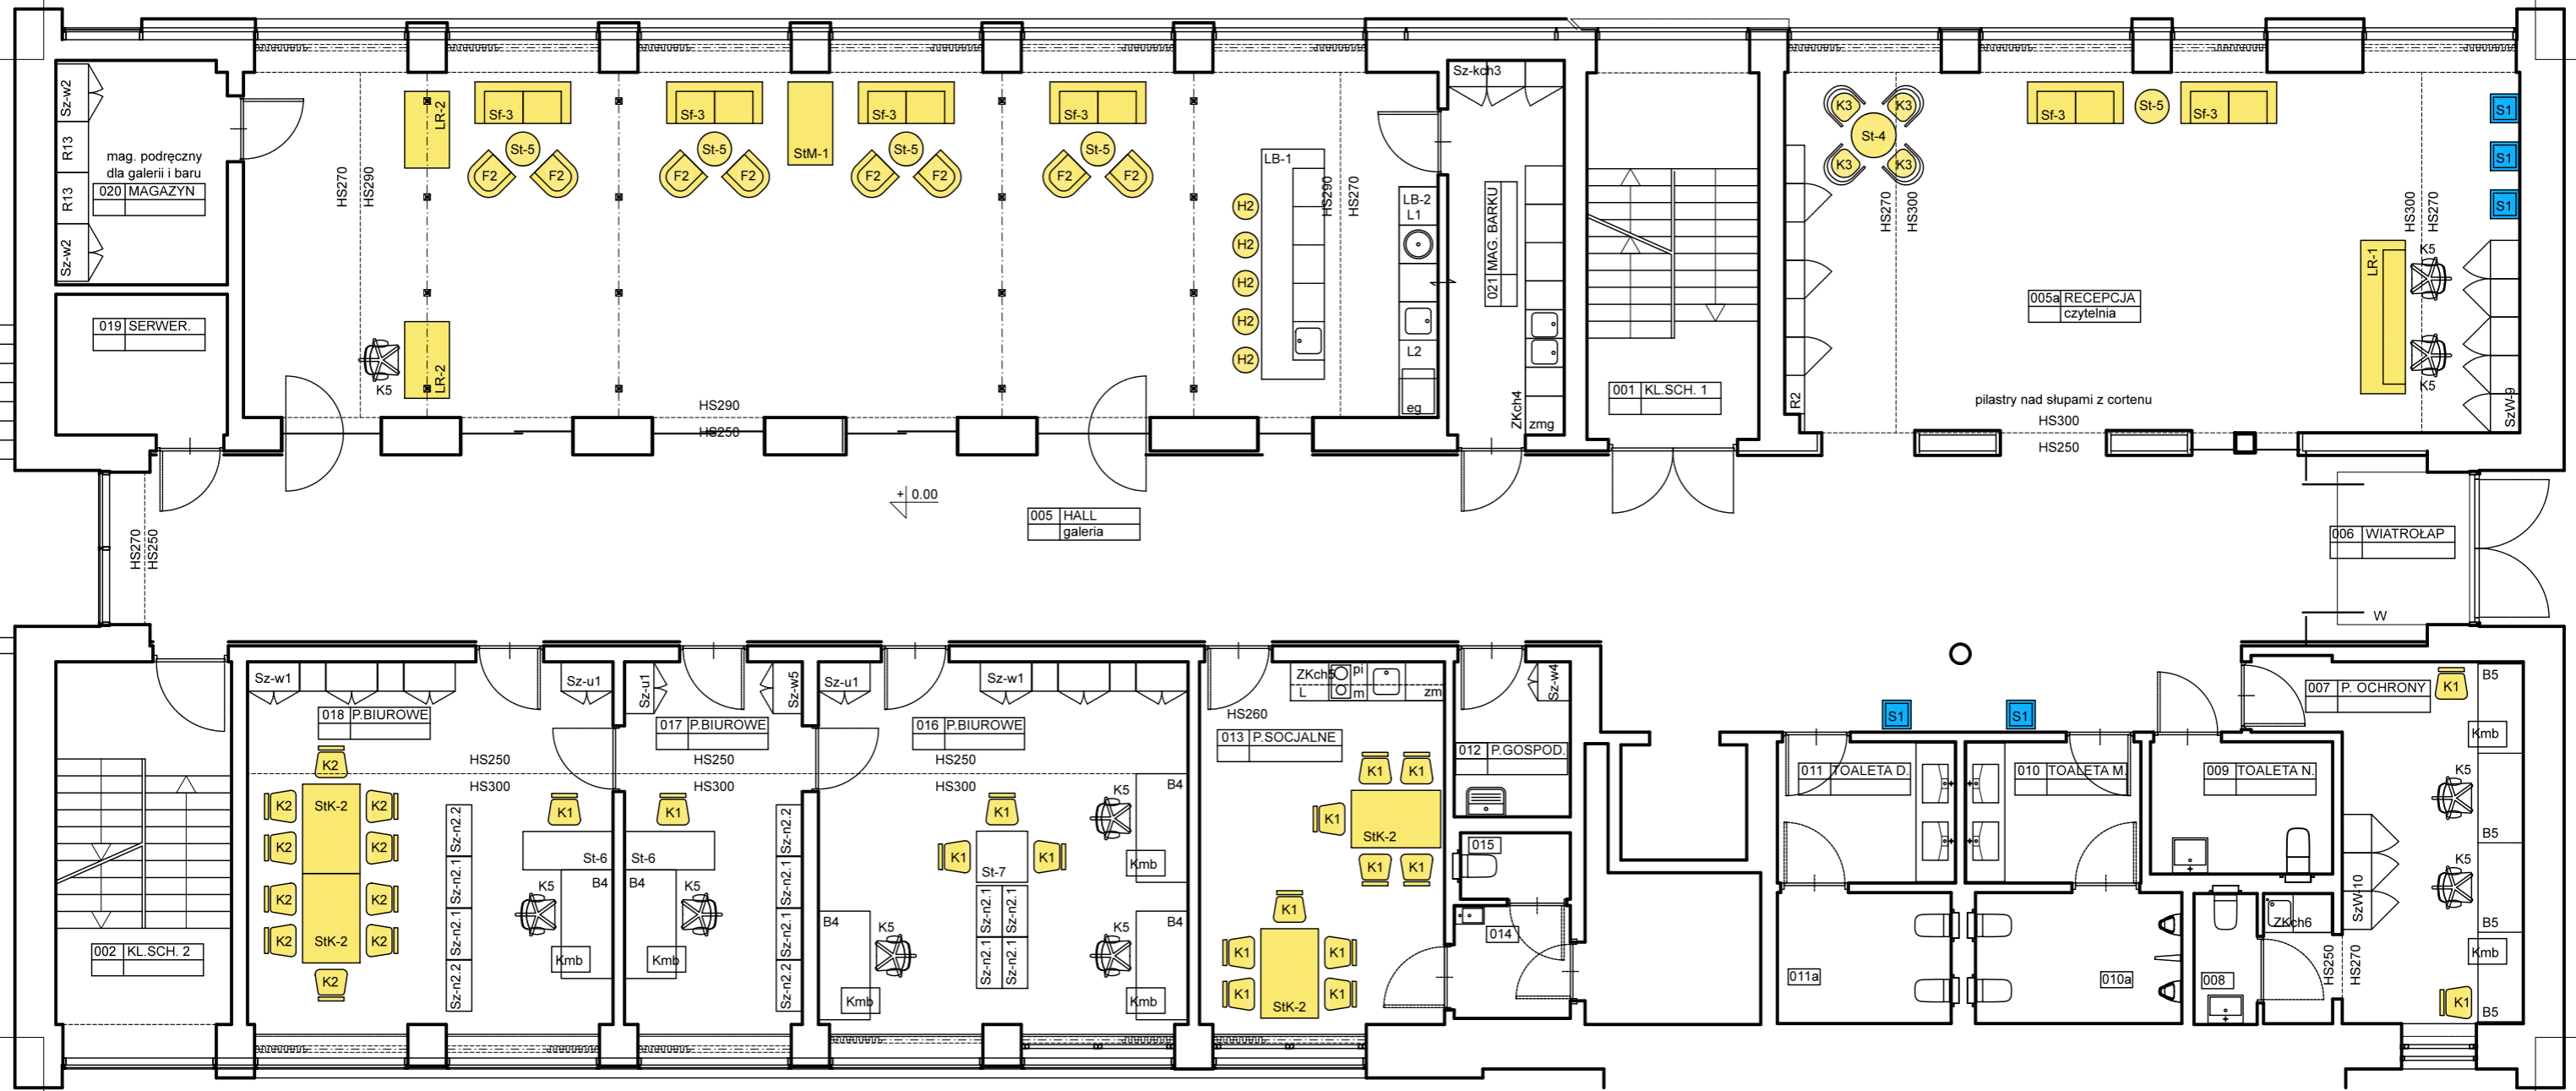 Sz-w2
R13
R13
Sz-w2
mag. podręczny
dla galerii i baru
020 MAGAZYN
019 SERWER.
HS270
HS290
LR-2
LR-2
K5
Sf-3
St-5
F2
F2
Sf-3
St-5
F2
F2
StM-1
Sf-3
St-5
F2
F2
Sf-3
St-5
F2
F2
HS290
HS250
LB-1
H2
H2
H2
H2
H2
HS290
HS270
LB-2
L1
L2
eg
Sz-kch3
021 MAG. BARKU
ZKch4
zmg
001 KL.SCH. 1
R2
K3
K3
St-4
K3
K3
HS270
HS300
Sf-3
St-5
Sf-3
S1
S1
S1
HS300
HS270
005a RECEPCJA
czytelnia
LR-1
K5
K5
SzW-9
pilastry nad słupami z cortenu
HS300
HS250
HS270
HS250
+ 0.00
005 HALL
galeria
006 WIATROŁAP
W
002 KL.SCH. 2
Sz-w1
Sz-u1
018 P.BIUROWE
HS250
HS300
K2
StK-2
K2
K2
K2
K2
K2
K2
StK-2
K2
K2
K2
Sz-n2.2
Sz-n2.1
Sz-n2.1
Sz-n2.2
K1
St-6
B4
K5
Kmb
Sz-u1
Sz-w5
017 P.BIUROWE
HS250
HS300
K1
St-6
B4
K5
Kmb
Sz-n2.2
Sz-n2.1
Sz-n2.1
Sz-n2.2
Sz-u1
Sz-w1
016 P.BIUROWE
HS250
HS300
K1
K1
K1
St-7
Sz-n2.1
Sz-n2.1
Sz-n2.1
Sz-n2.1
B4
K5
Kmb
B4
K5
Kmb
B4
K5
Kmb
ZKch5
L
pi
m
zm
HS260
013 P.SOCJALNE
K1
K1
K1
StK-2
K1
K1
K1
K1
K1
StK-2
K1
K1
Sz-w4
012 P.GOSPOD.
015
014
S1
S1
011 TOALETA D.
010 TOALETA M.
009 TOALETA N.
011a
010a
008
ZKch6
HS250
HS270
007 P. OCHRONY
K1
B5
Kmb
K5
B5
K5
SzW-10
B5
Kmb
K1
B5